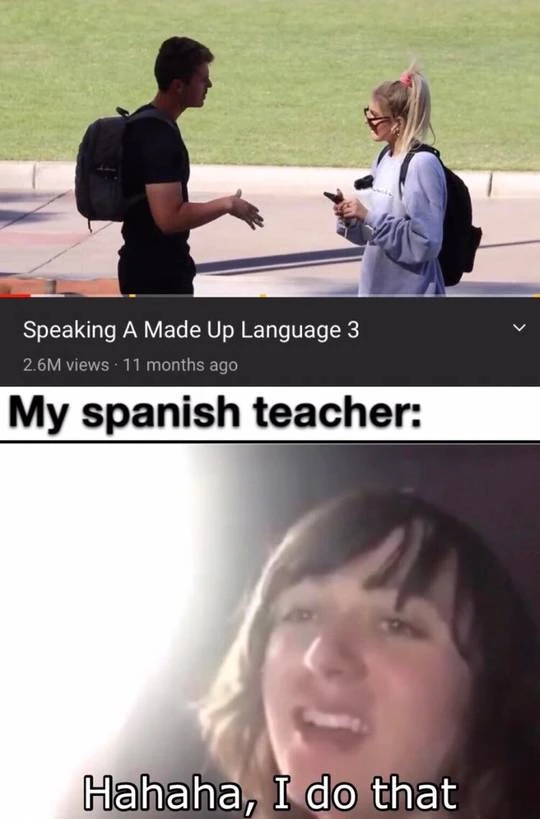 Speaking A Made Up Language 3
2.6M views · 11 months ago
My spanish teacher:
Hahaha, I do that